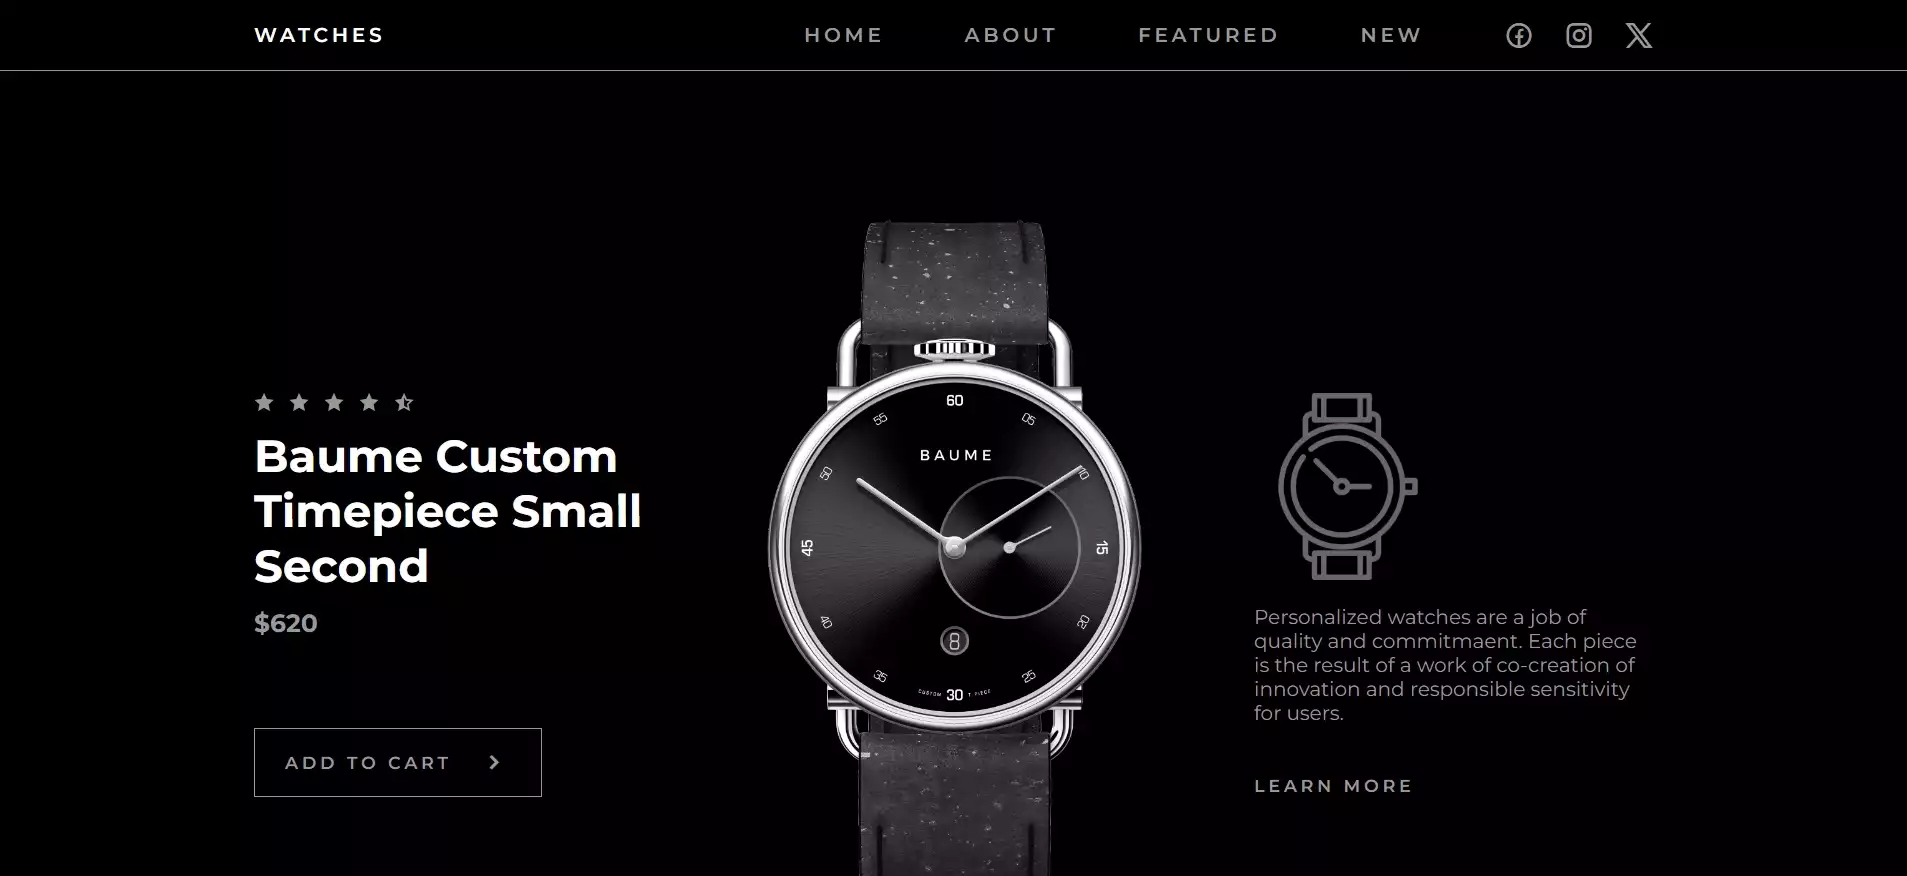 WATCHES
HOME
ABOUT
FEATURED
NEW
60
55
05
BAUME
50
10
45
15
40
20
8
35
25
CUSTOM 30 T.PIECE
Baume Custom
Timepiece Small
Second
$620
ADD TO CART
Personalized watches are a job of
quality and commitmaent. Each piece
is the result of a work of co-creation of
innovation and responsible sensitivity
for users.
LEARN MORE